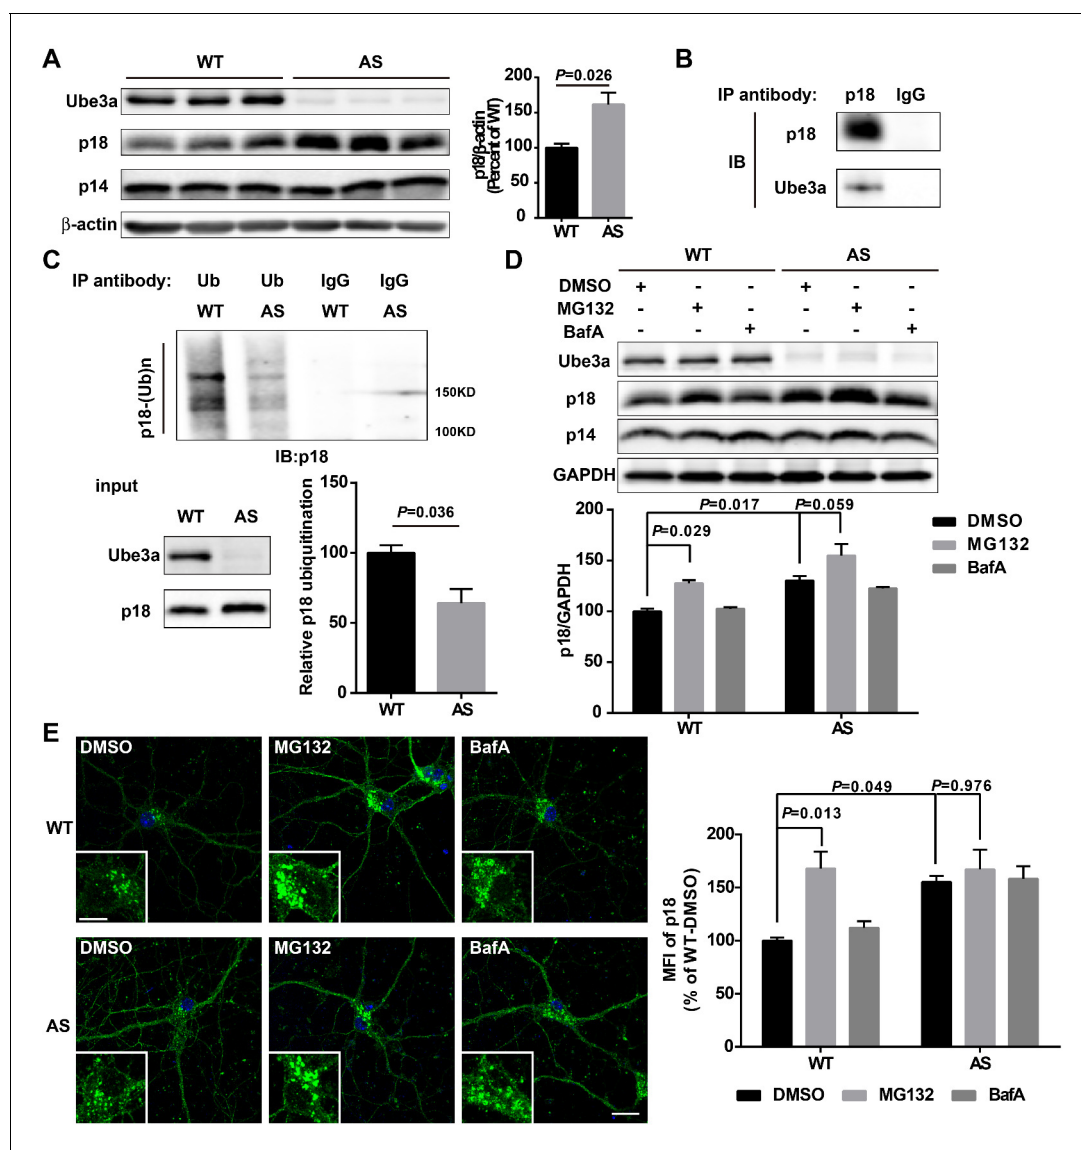 A
WT AS
Ube3a
p18
p14
β-actin
200
150
100
50
0
p18/β-actin
(Percent of WT)
P=0.026
WT AS
B
IP antibody: p18 IgG
IB
p18
Ube3a
C
IP antibody: Ub Ub IgG IgG
WT AS WT AS
p18-(Ub)n
150KD
100KD
IB:p18
input
WT AS
Ube3a
p18
150
100
50
0
Relative p18 ubiquitination
P=0.036
WT AS
D
WT AS
DMSO + - - + - -
MG132 - + - - + -
BafA - - + - - +
Ube3a
p18
p14
GAPDH
200
150
100
50
0
p18/GAPDH
P=0.017 P=0.059
P=0.029
DMSO
MG132
BafA
WT AS
E
DMSO MG132 BafA
WT
DMSO MG132 BafA
AS
200
150
100
50
0
MFI of p18
(% of WT-DMSO)
P=0.049 P=0.976
P=0.013
WT AS
DMSO MG132 BafA